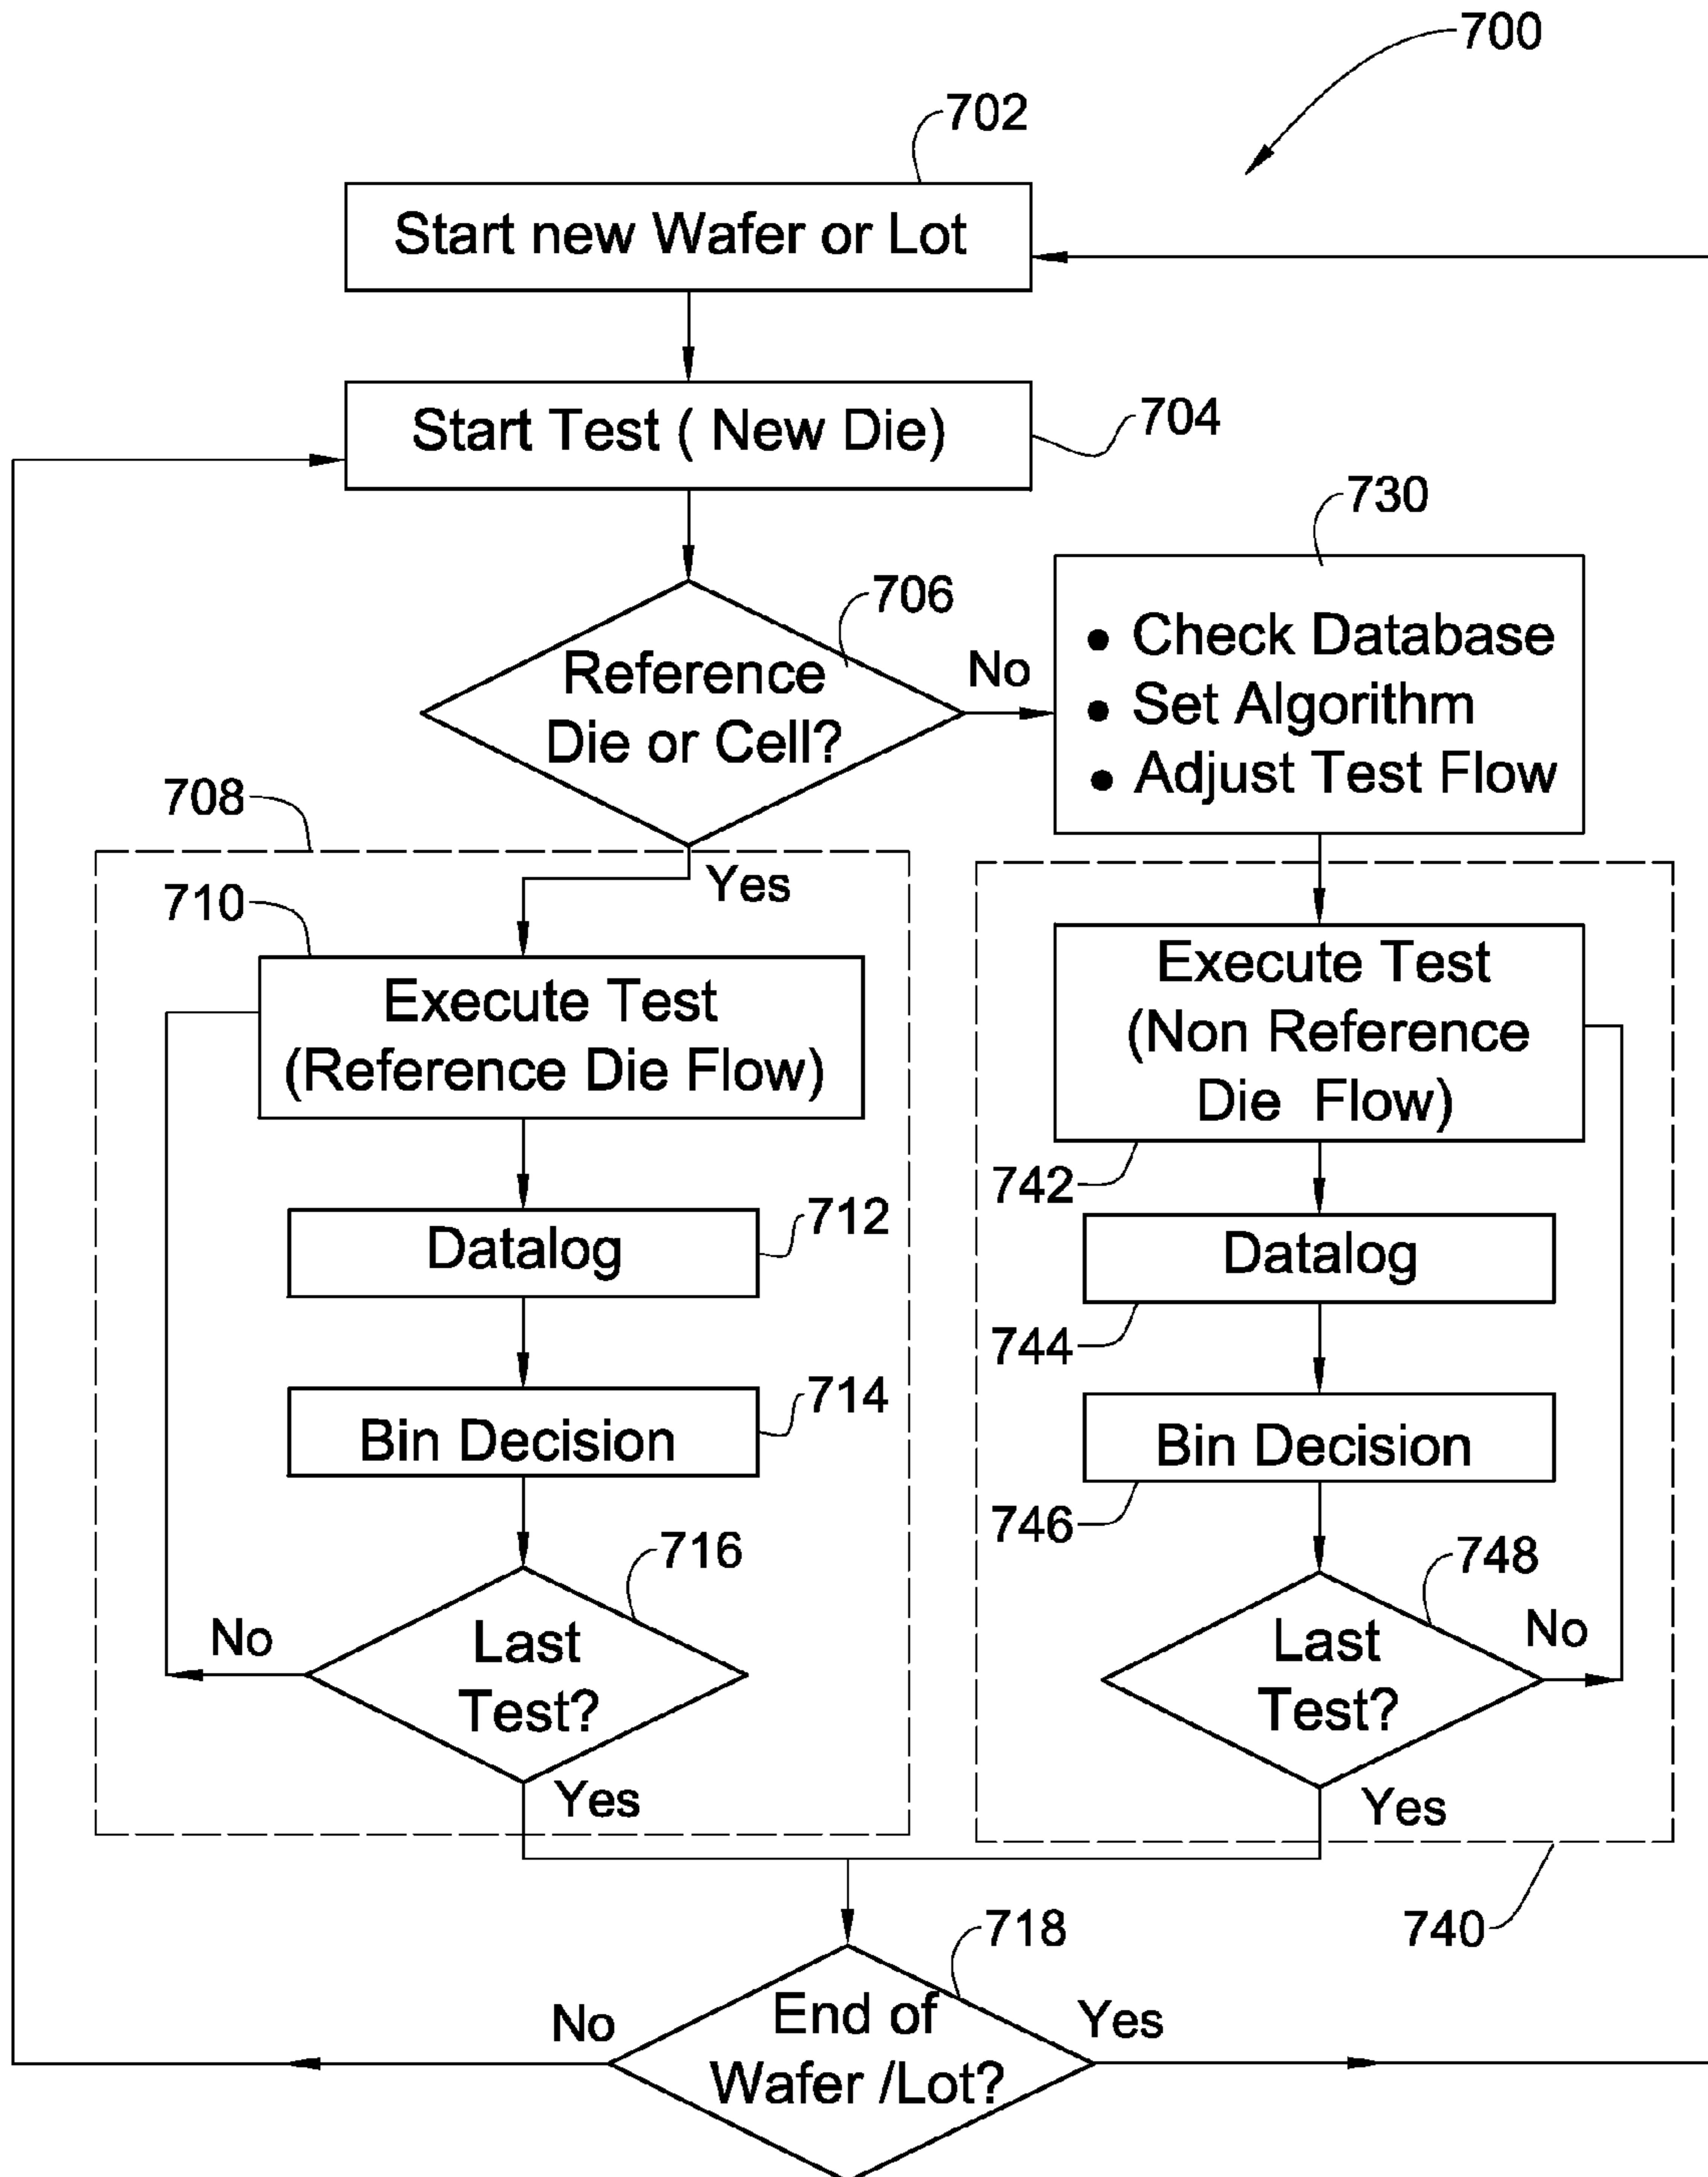 700
702
Start new Wafer or Lot
Start Test ( New Die)
704
730
706
Reference
Die or Cell?
No
• Check Database
• Set Algorithm
• Adjust Test Flow
708
Yes
710
Execute Test
(Reference Die Flow)
Execute Test
(Non Reference
Die Flow)
742
Datalog
712
Datalog
744
Bin Decision
714
Bin Decision
746
716
748
Last
Test?
No
Yes
Last
Test?
No
Yes
740
718
End of
Wafer /Lot?
No
Yes